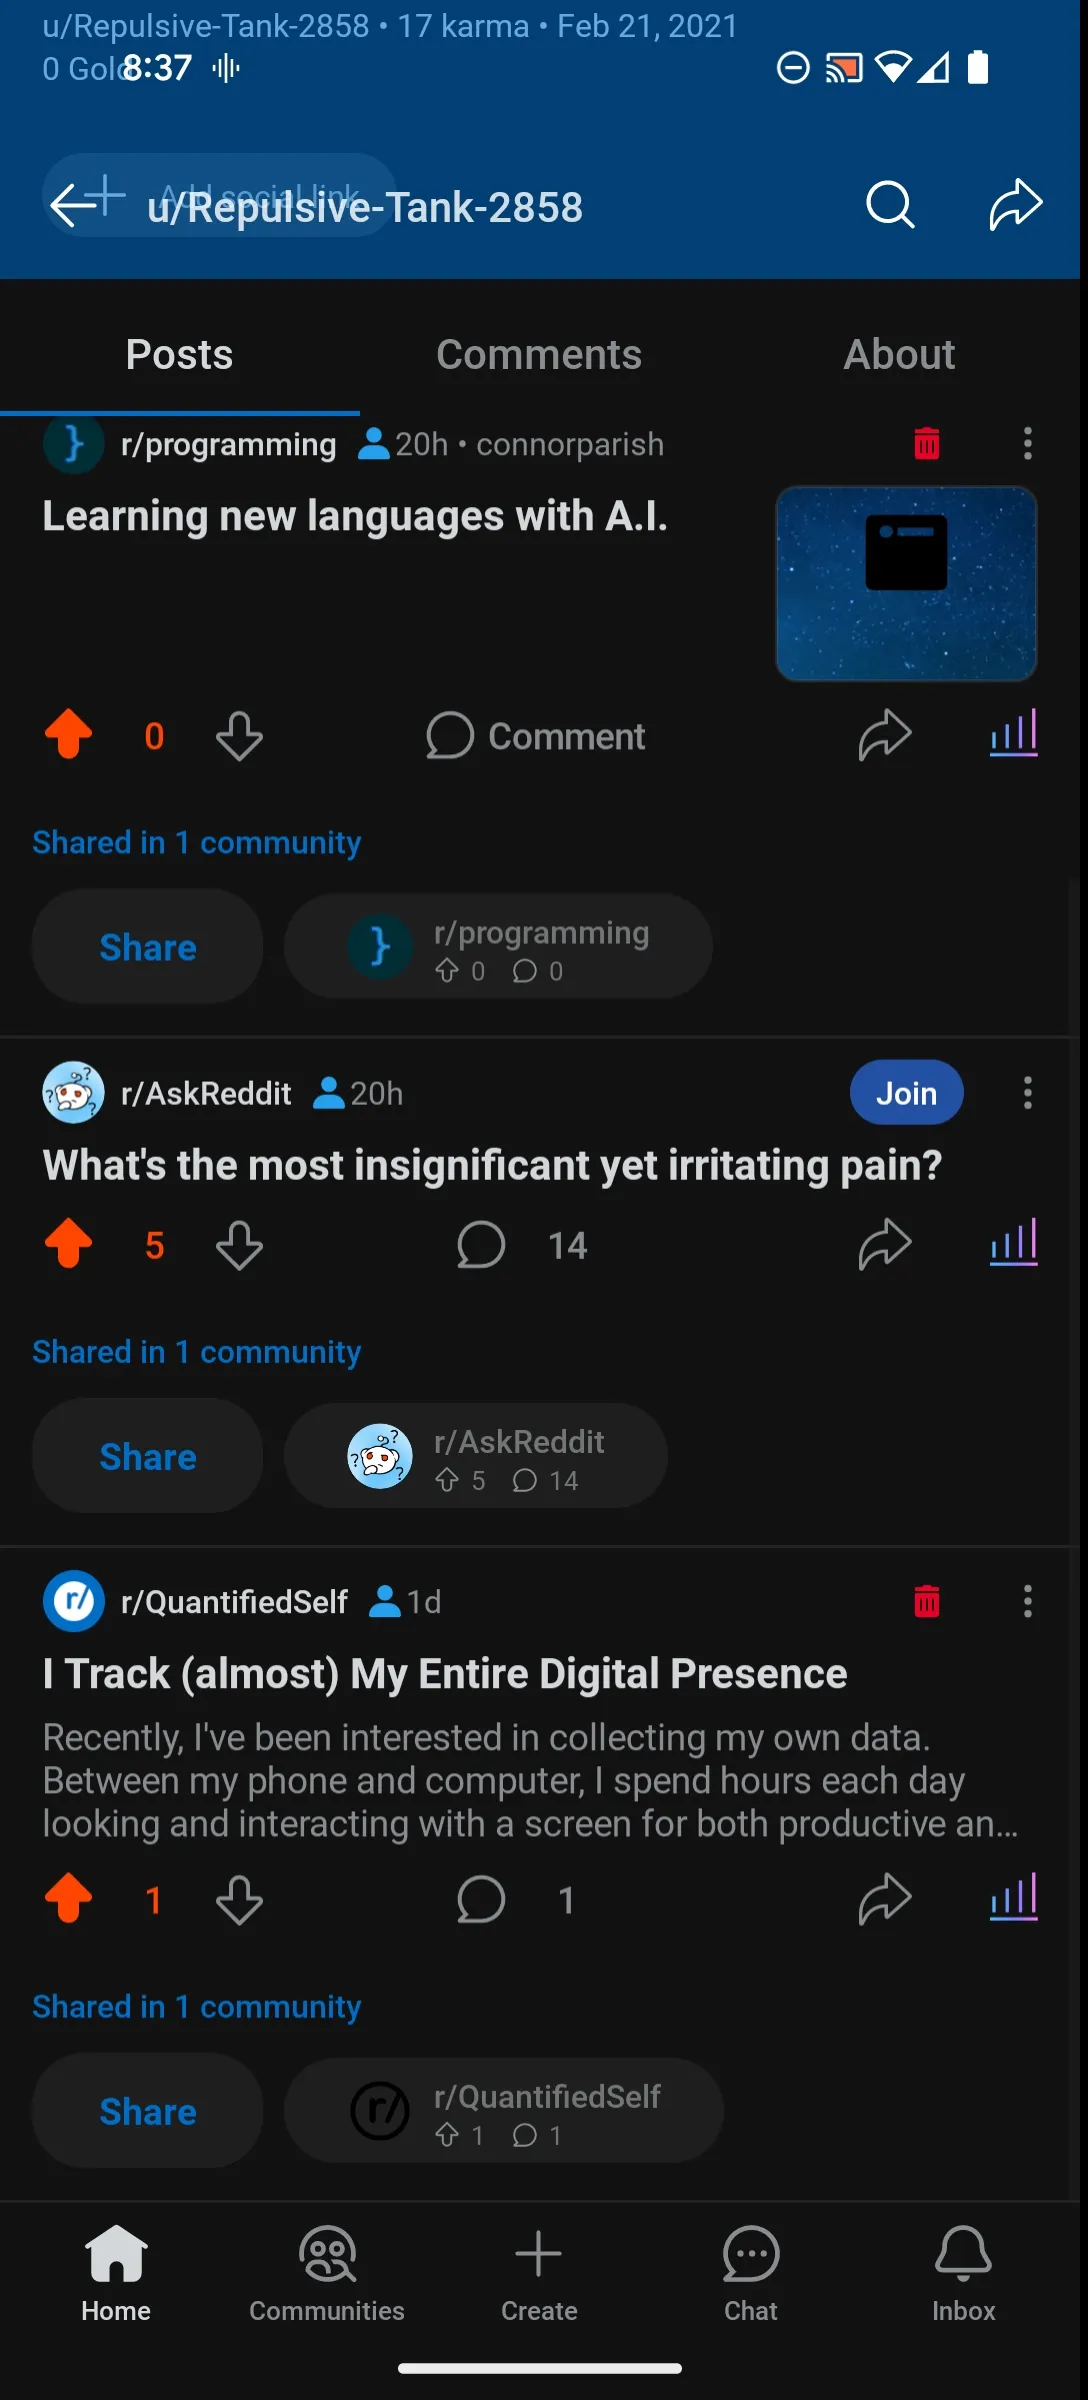 u/Repulsive-Tank-2858 • 17 karma • Feb 21, 2021
0 Gold
8:37
Add social link
u/Repulsive-Tank-2858
Posts
Comments
About
r/programming 20h • connorparish
Learning new languages with A.I.
0
Comment
Shared in 1 community
Share
r/programming
0 0
r/AskReddit 20h
Join
What's the most insignificant yet irritating pain?
5
14
Shared in 1 community
Share
r/AskReddit
5 14
r/QuantifiedSelf 1d
I Track (almost) My Entire Digital Presence
Recently, I've been interested in collecting my own data.
Between my phone and computer, I spend hours each day
looking and interacting with a screen for both productive an...
1
1
Shared in 1 community
Share
r/QuantifiedSelf
1 1
Home
Communities
Create
Chat
Inbox